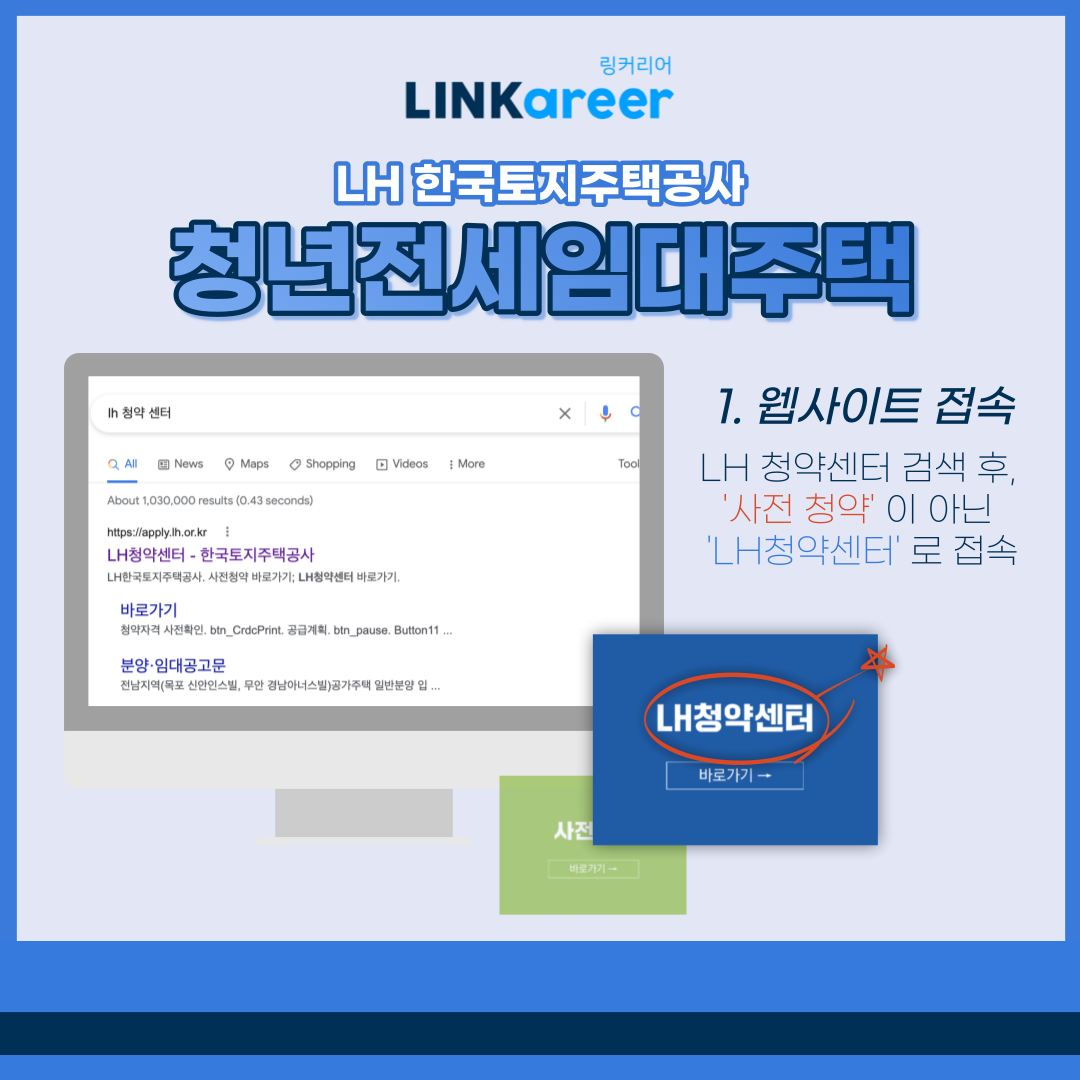 링커리어
LINKareer
LH 한국토지주택공사
청년전세임대주택
lh 청약 센터
All News Maps Shopping Videos More Tool
About 1,030,000 results (0.43 seconds)
https://apply.lh.or.kr
LH청약센터 - 한국토지주택공사
LH한국토지주택공사. 사전청약 바로가기; LH청약센터 바로가기.
바로가기
청약자격 사전확인. btn_CrdcPrint. 공급계획. btn_pause. Button11 ...
분양·임대공고문
전남지역(목포 신안인스빌, 무안 경남아너스빌)공가주택 일반분양 입 ...
1. 웹사이트 접속
LH 청약센터 검색 후,
'사전 청약' 이 아닌
'LH청약센터' 로 접속
LH청약센터
바로가기 →
사전
바로가기 →